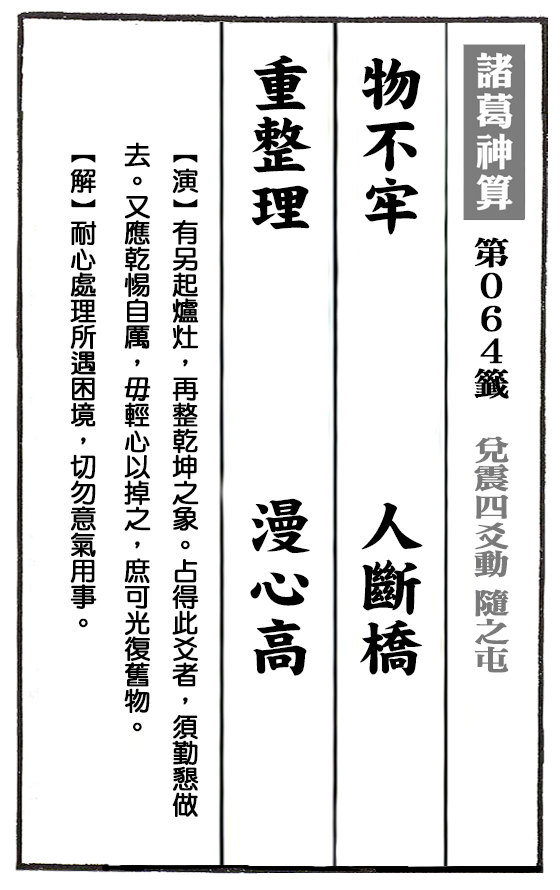 諸葛神算 第064籤 兌震四爻動 隨之屯
物不牢 人斷橋
重整理 漫心高
【演】有另起爐灶，再整乾坤之象。占得此爻者，須勤懇做
去。又應乾惕自厲，毋輕心以掉之，庶可光復舊物。
【解】耐心處理所遇困境，切勿意氣用事。